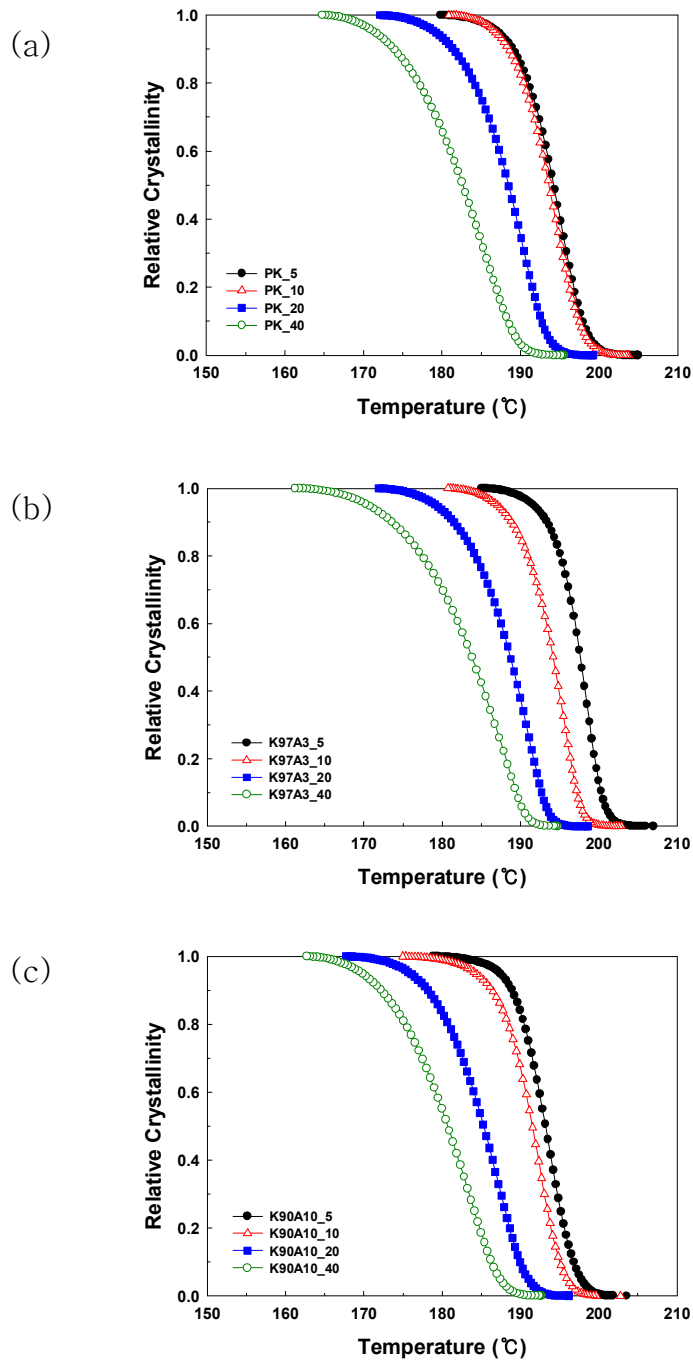 (a)
Relative Crystallinity
1.0
0.8
0.6
0.4
0.2
0.0
PK_5
PK_10
PK_20
PK_40
150 160 170 180 190 200 210
Temperature (℃)
(b)
Relative Crystallinity
1.0
0.8
0.6
0.4
0.2
0.0
K97A3_5
K97A3_10
K97A3_20
K97A3_40
150 160 170 180 190 200 210
Temperature (℃)
(c)
Relative Crystallinity
1.0
0.8
0.6
0.4
0.2
0.0
K90A10_5
K90A10_10
K90A10_20
K90A10_40
150 160 170 180 190 200 210
Temperature (℃)